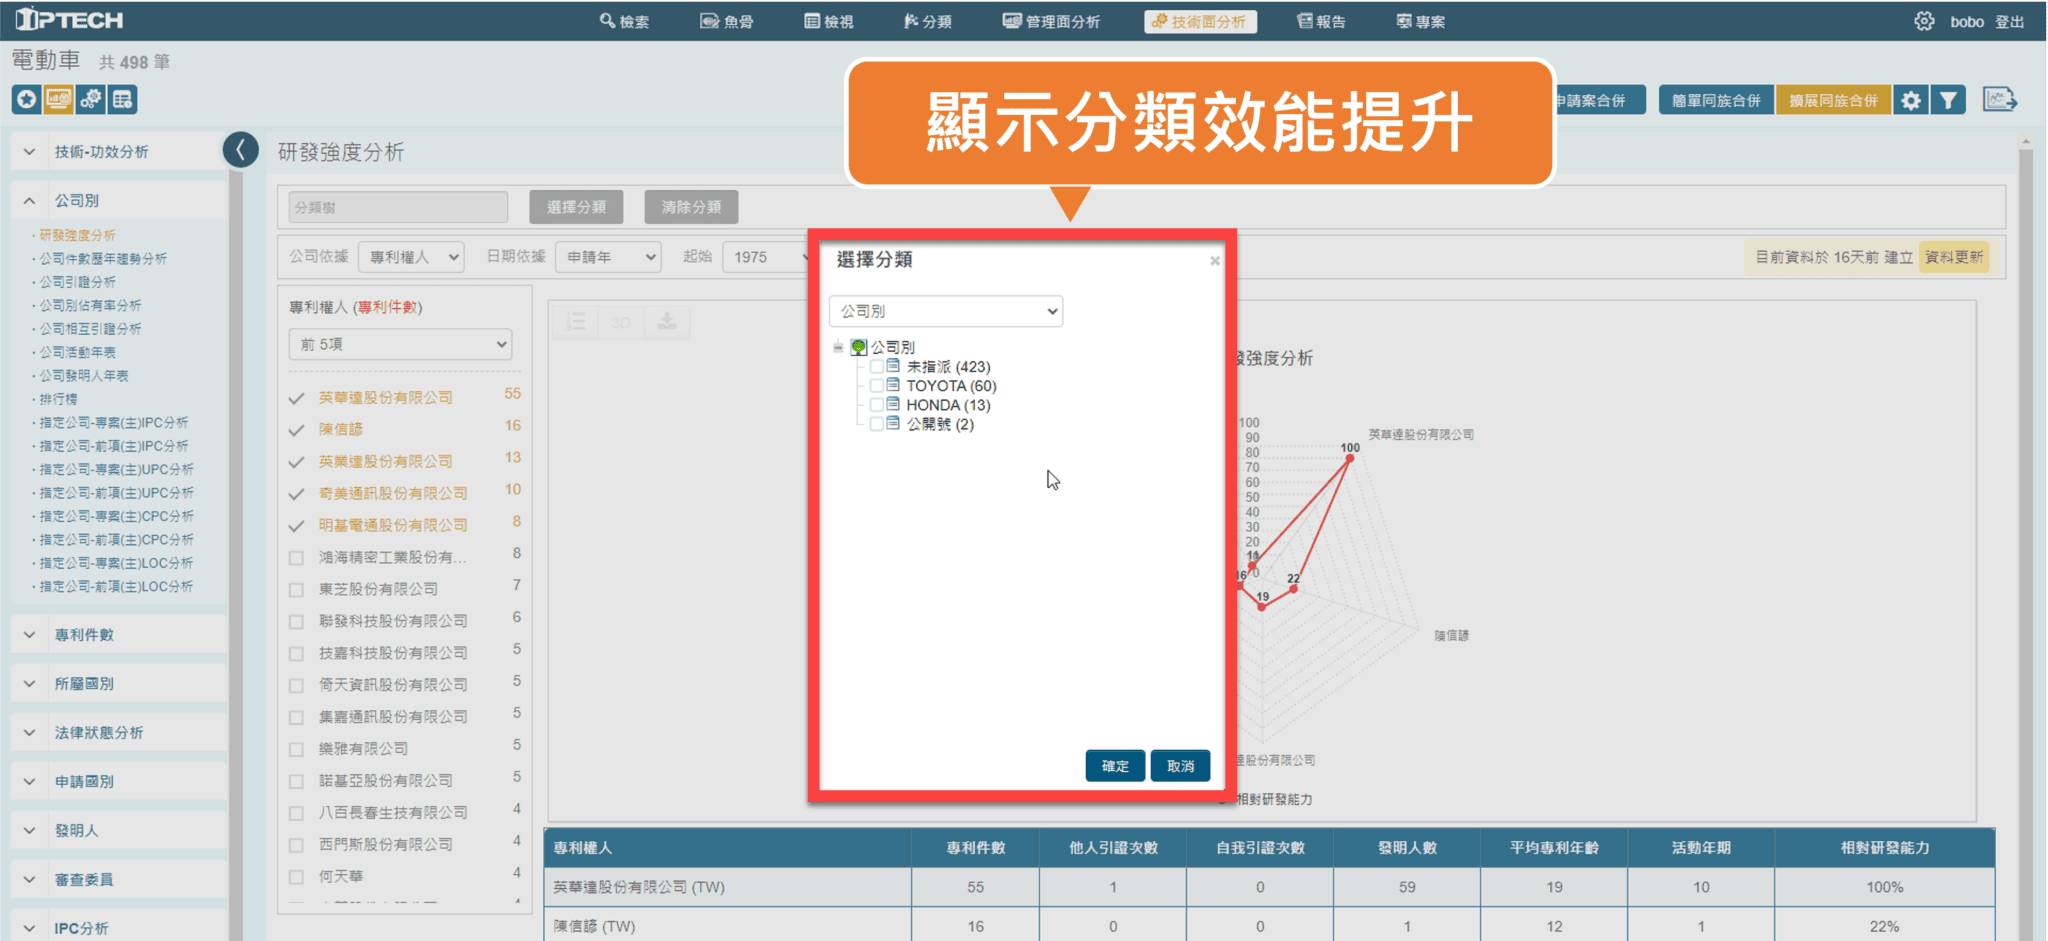 IPTECH
檢索
魚骨
檢視
分類
管理面分析
技術面分析
報告
專案
bobo 登出
電動車 共 498 筆
申請案合併
簡單同族合併
擴展同族合併
顯示分類效能提升
技術-功效分析
公司別
・研發強度分析
・公司件數歷年趨勢分析
・公司引證分析
・公司別佔有率分析
・公司相互引證分析
・公司活動年表
・公司發明人年表
・排行榜
・指定公司-專案(主)IPC分析
・指定公司-前項(主)IPC分析
・指定公司-專案(主)UPC分析
・指定公司-前項(主)UPC分析
・指定公司-專案(主)CPC分析
・指定公司-前項(主)CPC分析
・指定公司-專案(主)LOC分析
・指定公司-前項(主)LOC分析
專利件數
所屬國別
法律狀態分析
申請國別
發明人
審查委員
IPC分析
研發強度分析
分類樹
選擇分類
清除分類
公司依據 專利權人 日期依據 申請年 起始 1975
目前資料於 16天前 建立 資料更新
專利權人 (專利件數)
前 5項
英華達股份有限公司 55
陳信諺 16
英業達股份有限公司 13
奇美通訊股份有限公司 10
明基電通股份有限公司 8
鴻海精密工業股份有... 8
東芝股份有限公司 7
聯發科技股份有限公司 6
技嘉科技股份有限公司 5
倚天資訊股份有限公司 5
集嘉通訊股份有限公司 5
樂雅有限公司 5
諾基亞股份有限公司 5
八百長春生技有限公司 4
西門斯股份有限公司 4
何天華 4
3D
選擇分類
×
公司別
公司別
未指派 (423)
TOYOTA (60)
HONDA (13)
公開號 (2)
確定
取消
發強度分析
100
90
80
70
60
50
40
30
20
0
英華達股份有限公司
100
22
19
16
陳信諺
達股份有限公司
相對研發能力
專利權人 專利件數 他人引證次數 自我引證次數 發明人數 平均專利年齡 活動年期 相對研發能力
英華達股份有限公司 (TW) 55 1 0 59 19 10 100%
陳信諺 (TW) 16 0 0 1 12 1 22%